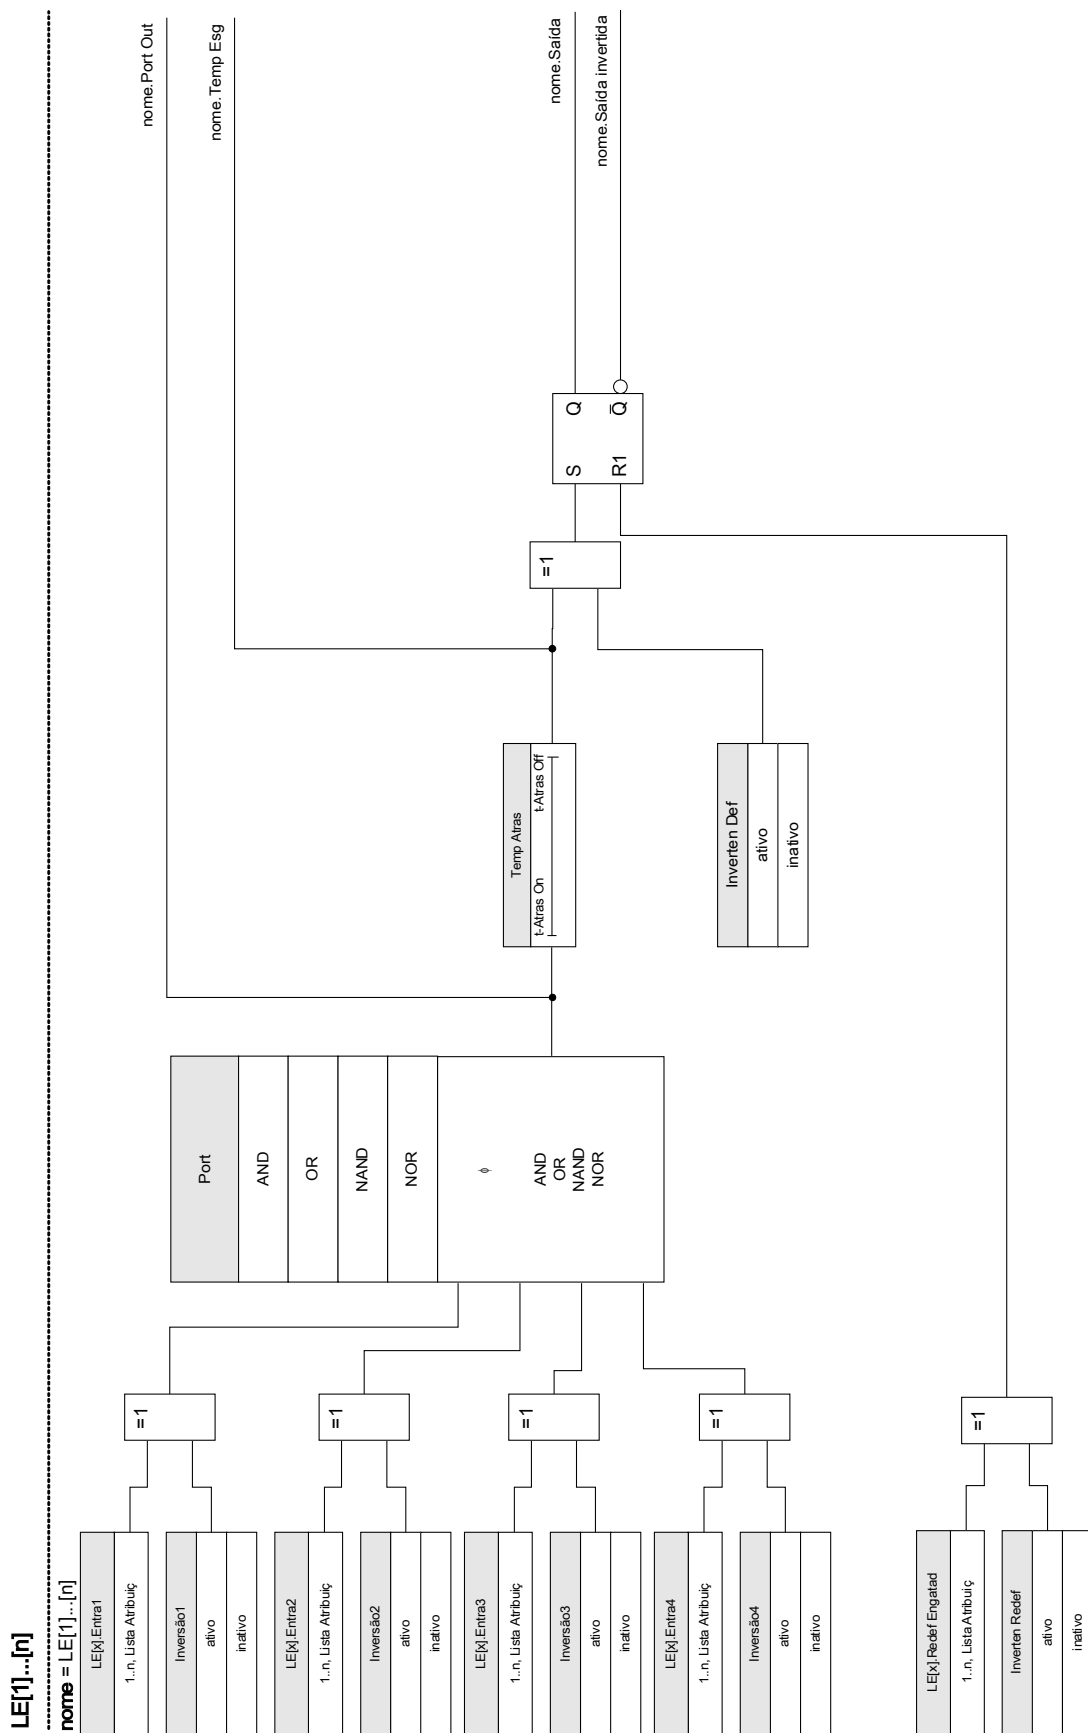 LE[1]...[n]
nome = LE[1]...[n]
LE[x].Entra1
1..n, Lista Atribuiç
Inversão1
ativo
inativo
LE[x].Entra2
1..n, Lista Atribuiç
Inversão2
ativo
inativo
LE[x].Entra3
1..n, Lista Atribuiç
Inversão3
ativo
inativo
LE[x].Entra4
1..n, Lista Atribuiç
Inversão4
ativo
inativo
LE[x].Redef Engatad
1..n, Lista Atribuiç
Inverten Redef
ativo
inativo
=1
=1
=1
=1
=1
Port
AND
OR
NAND
NOR
ϕ
AND
OR
NAND
NOR
Temp Atras
t-Atras On
t-Atras Off
Inverten Def
ativo
inativo
=1
S
Q
R1
Q̅
nome.Port Out
nome.Temp Esg
nome.Saída
nome.Saída invertida